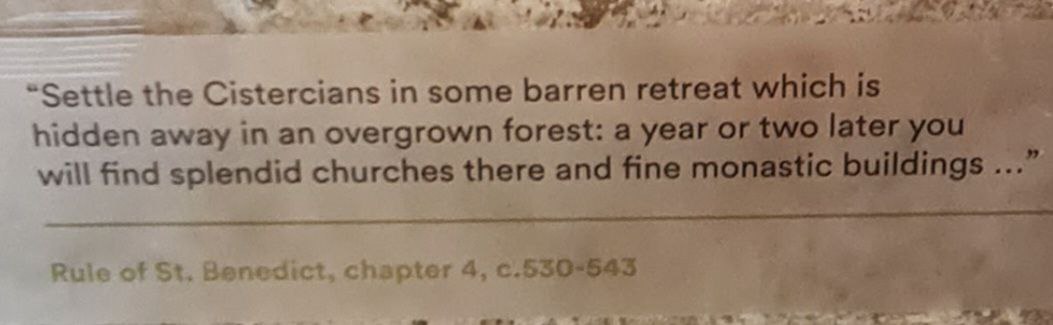 “Settle the Cistercians in some barren retreat which is
hidden away in an overgrown forest: a year or two later you
will find splendid churches there and fine monastic buildings ...”
Rule of St. Benedict, chapter 4, c.530-543